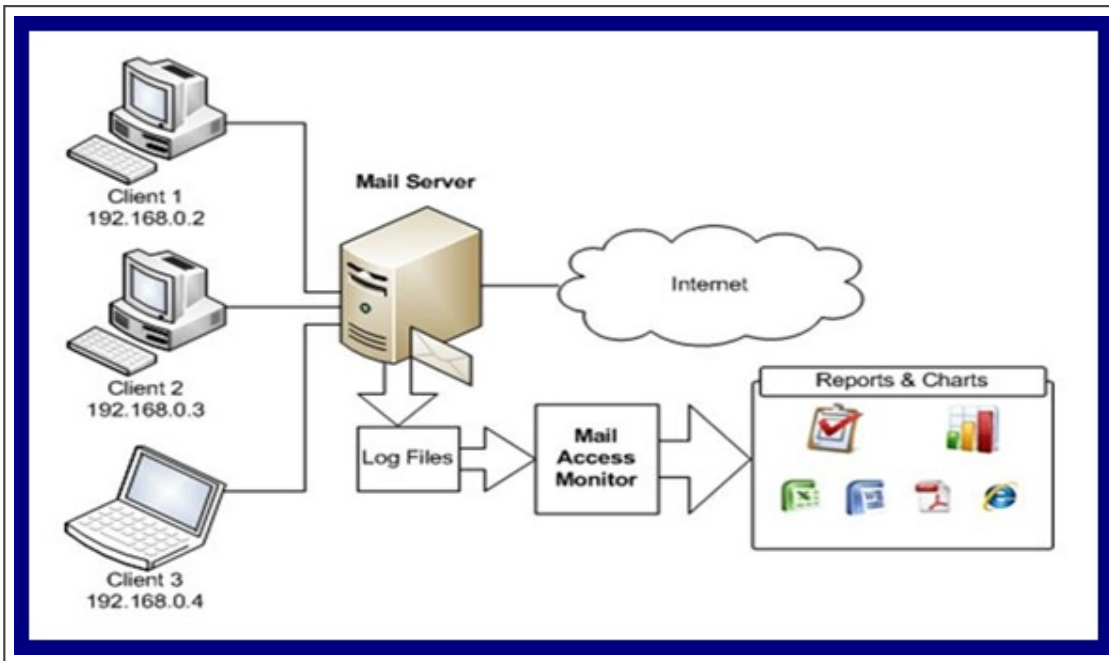 Client 1
192.168.0.2
Mail Server
Internet
Client 2
192.168.0.3
Reports & Charts
Log Files
Mail
Access
Monitor
Client 3
192.168.0.4